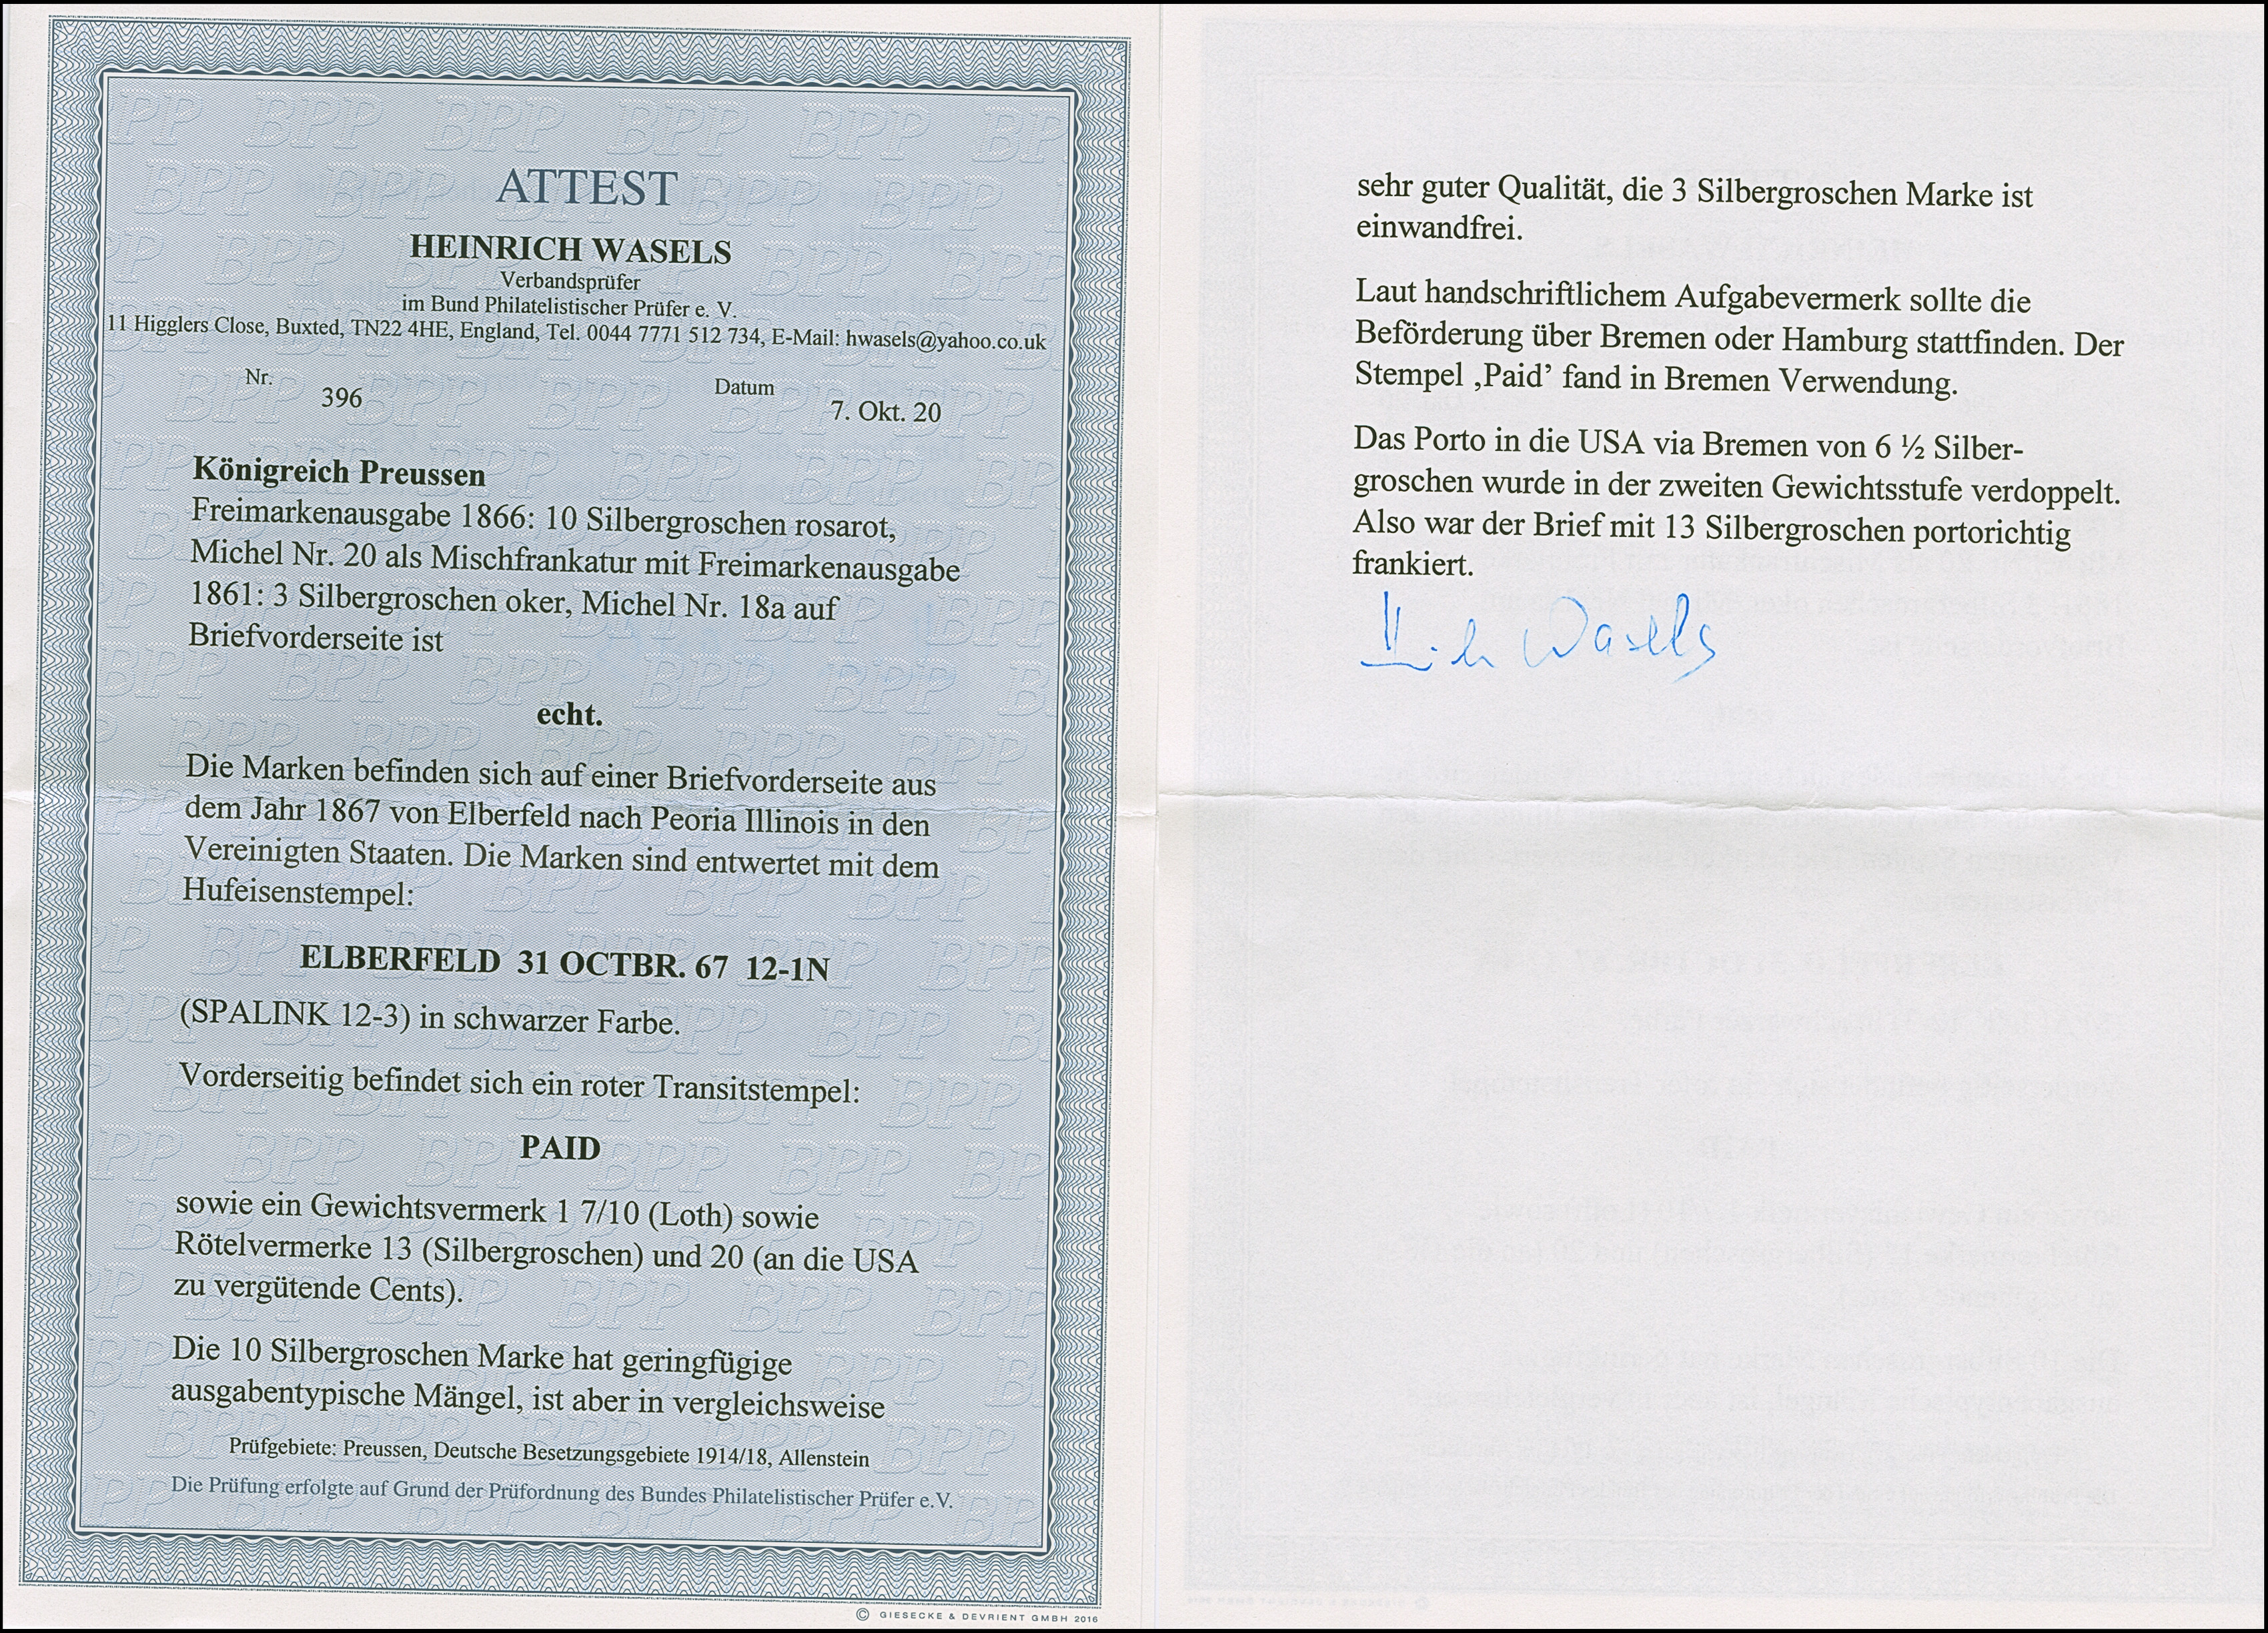 ATTEST
HEINRICH WASELS
Verbandsprüfer
im Bund Philatelistischer Prüfer e. V.
11 Higglers Close, Buxted, TN22 4HE, England, Tel. 0044 7771 512 734, E-Mail: hwasels@yahoo.co.uk
Nr. 396 Datum 7. Okt. 20
Königreich Preussen
Freimarkenausgabe 1866: 10 Silbergroschen rosarot,
Michel Nr. 20 als Mischfrankatur mit Freimarkenausgabe
1861: 3 Silbergroschen oker, Michel Nr. 18a auf
Briefvorderseite ist
echt.
Die Marken befinden sich auf einer Briefvorderseite aus
dem Jahr 1867 von Elberfeld nach Peoria Illinois in den
Vereinigten Staaten. Die Marken sind entwertet mit dem
Hufeisenstempel:
ELBERFELD 31 OCTBR. 67 12-1N
(SPALINK 12-3) in schwarzer Farbe.
Vorderseitig befindet sich ein roter Transitstempel:
PAID
sowie ein Gewichtsvermerk 1 7/10 (Loth) sowie
Rötelvermerke 13 (Silbergroschen) und 20 (an die USA
zu vergütende Cents).
Die 10 Silbergroschen Marke hat geringfügige
ausgabentypische Mängel, ist aber in vergleichsweise
Prüfgebiete: Preussen, Deutsche Besetzungsgebiete 1914/18, Allenstein
Die Prüfung erfolgte auf Grund der Prüfordnung des Bundes Philatelistischer Prüfer e.V.
© GIESECKE & DEVRIENT GMBH 2016
sehr guter Qualität, die 3 Silbergroschen Marke ist
einwandfrei.
Laut handschriftlichem Aufgabevermerk sollte die
Beförderung über Bremen oder Hamburg stattfinden. Der
Stempel ‚Paid’ fand in Bremen Verwendung.
Das Porto in die USA via Bremen von 6 ½ Silber-
groschen wurde in der zweiten Gewichtsstufe verdoppelt.
Also war der Brief mit 13 Silbergroschen portorichtig
frankiert.
Wasels